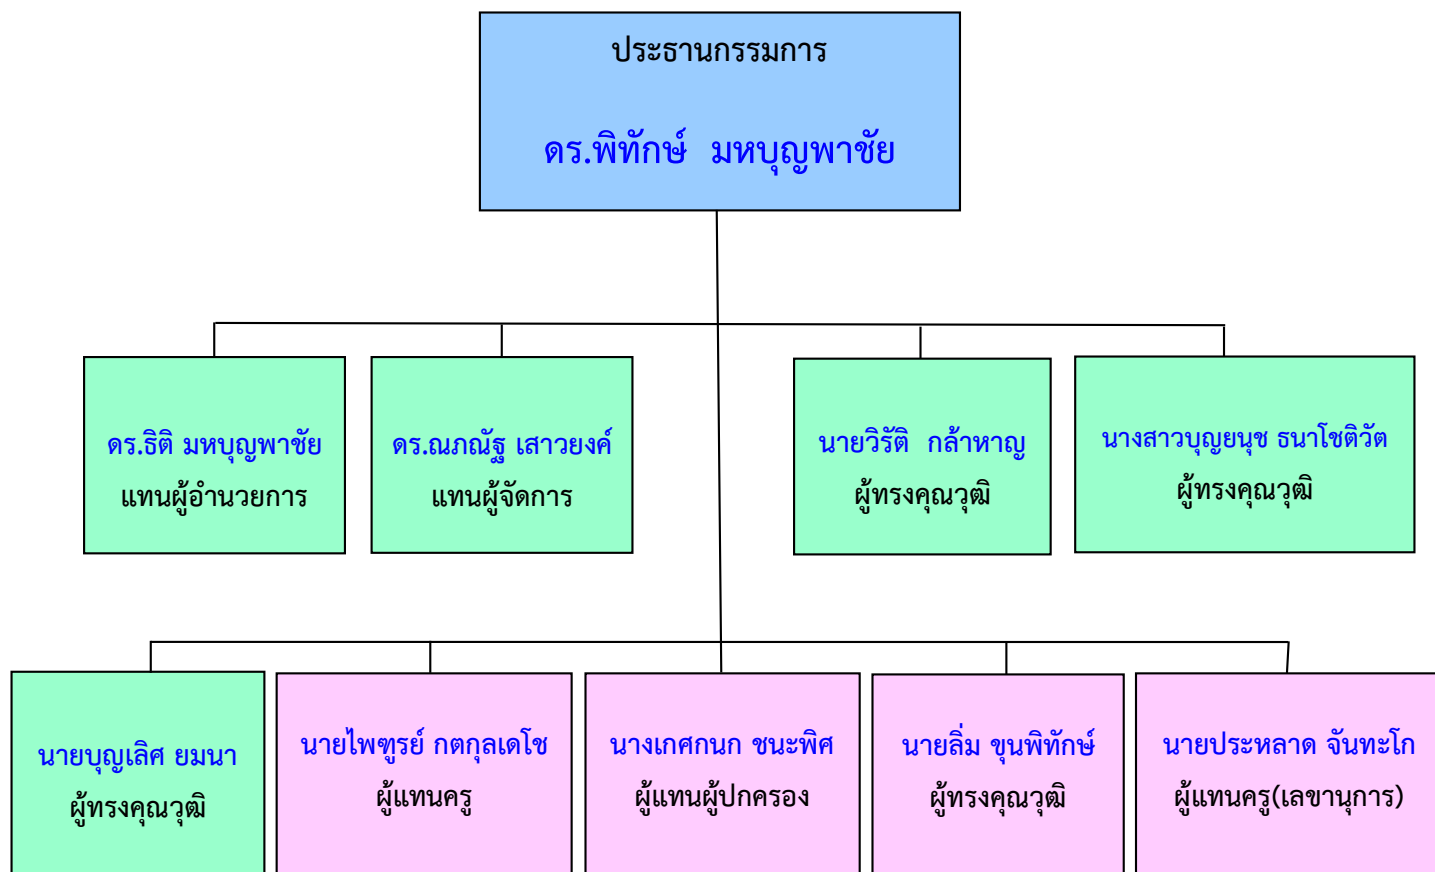 ประธานกรรมการ
ดร.พิทักษ์ มหบุญพาชัย
ดร.ธิติ มหบุญพาชัย
แทนผู้อำนวยการ
ดร.ณภณัฐ เสาวยงค์
แทนผู้จัดการ
นายวิรัติ กล้าหาญ
ผู้ทรงคุณวุฒิ
นางสาวบุญยนุช ธนาโชติวัต
ผู้ทรงคุณวุฒิ
นายบุญเลิศ ยมนา
ผู้ทรงคุณวุฒิ
นายไพฑูรย์ กตกุลเดโช
ผู้แทนครู
นางเกศกนก ชนะพิศ
ผู้แทนผู้ปกครอง
นายลิ่ม ขุนพิทักษ์
ผู้ทรงคุณวุฒิ
นายประหลาด จันทะโก
ผู้แทนครู(เลขานุการ)